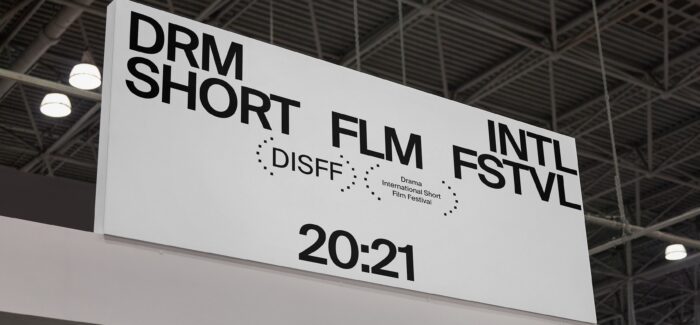 DRM INTL
SHORT FLM FSTVL
DISFF
Drama
International Short
Film Festival
20:21